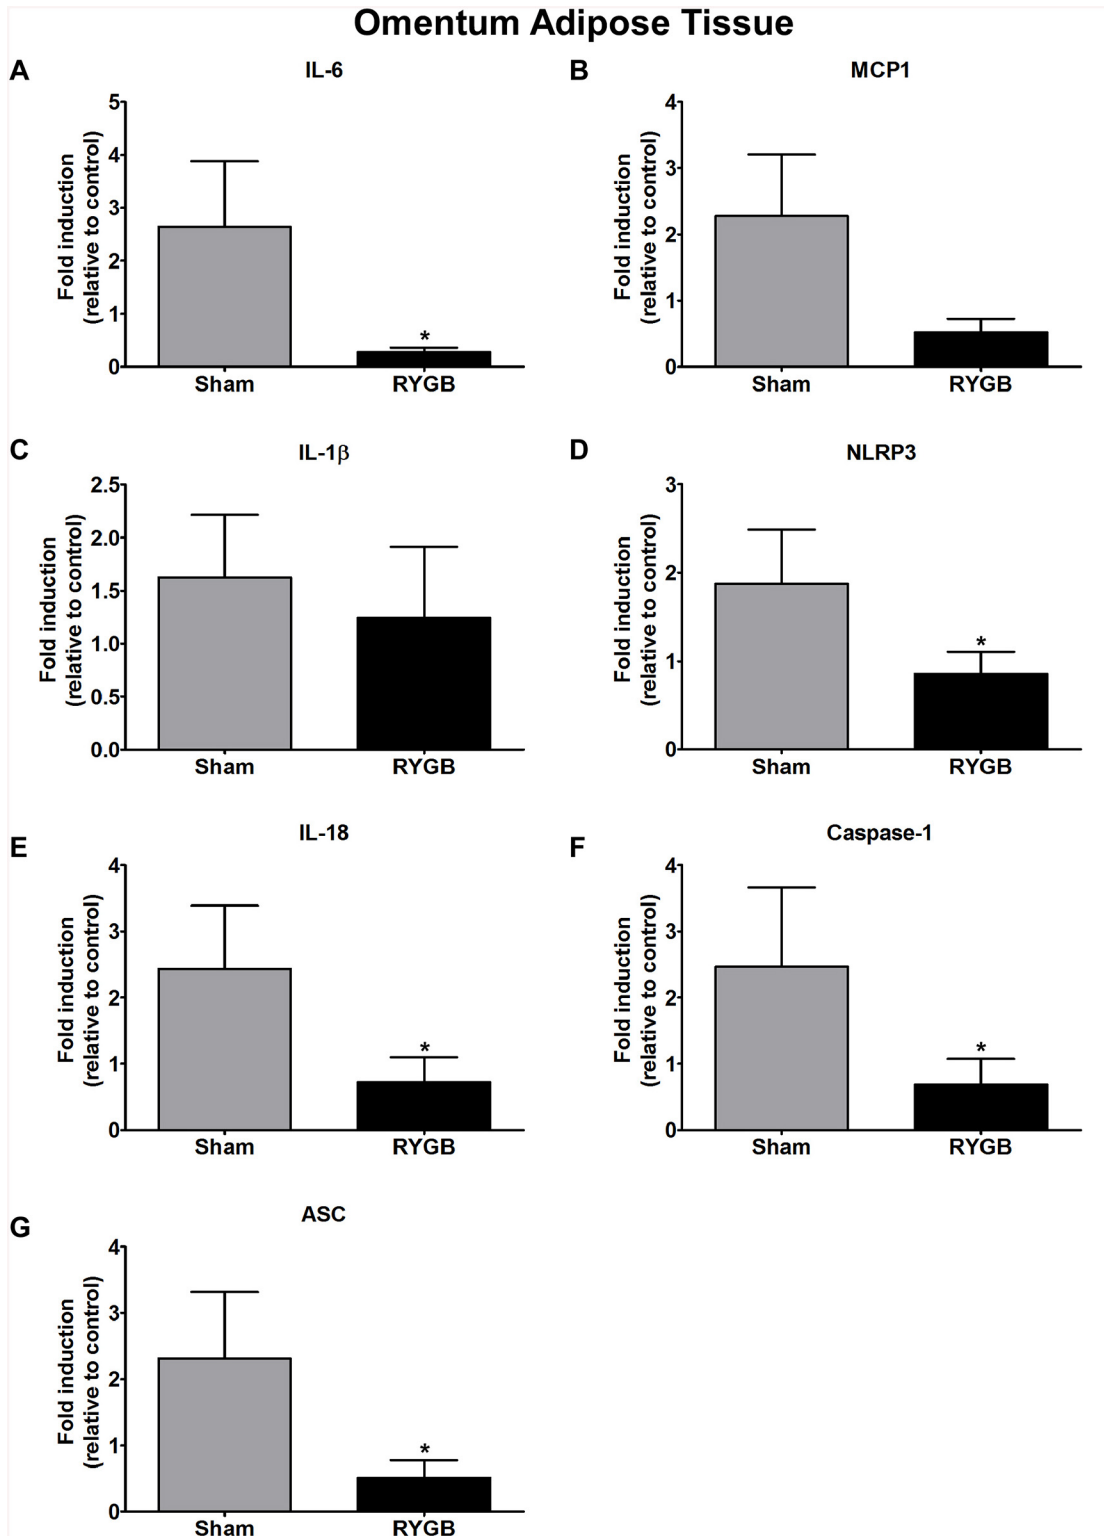 Omentum Adipose Tissue
A
IL-6
Fold induction
(relative to control)
5
4
3
2
1
0
*
Sham
RYGB
B
MCP1
Fold induction
(relative to control)
4
3
2
1
0
Sham
RYGB
C
IL-1β
Fold induction
(relative to control)
2.5
2.0
1.5
1.0
0.5
0.0
Sham
RYGB
D
NLRP3
Fold induction
(relative to control)
3
2
1
0
*
Sham
RYGB
E
IL-18
Fold induction
(relative to control)
4
3
2
1
0
*
Sham
RYGB
F
Caspase-1
Fold induction
(relative to control)
4
3
2
1
0
*
Sham
RYGB
G
ASC
Fold induction
(relative to control)
4
3
2
1
0
*
Sham
RYGB